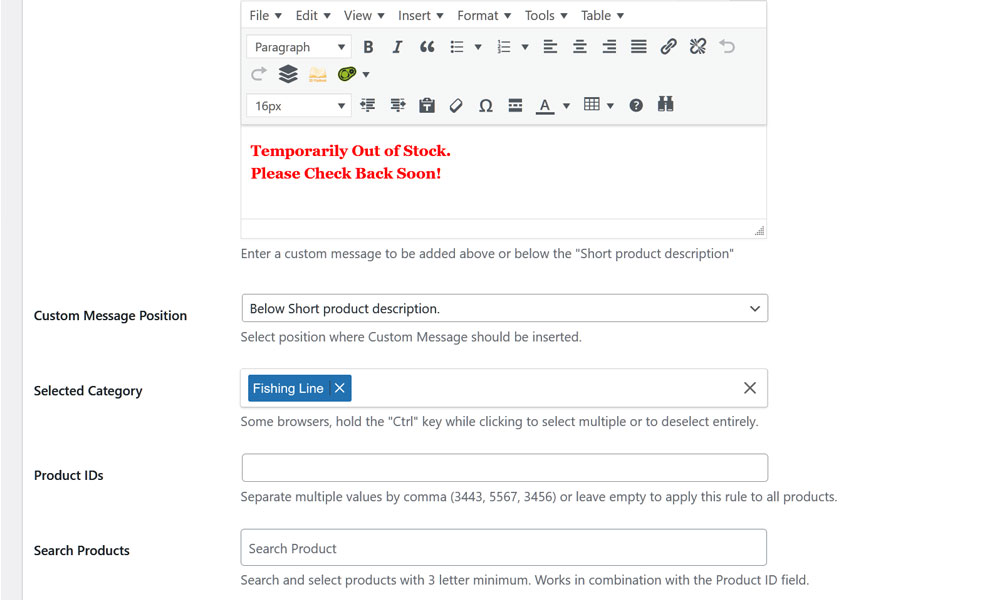 File Edit View Insert Format Tools Table
Paragraph B I
16px Ω A
Temporarily Out of Stock.
Please Check Back Soon!
Enter a custom message to be added above or below the "Short product description"
Custom Message Position
Below Short product description.
Select position where Custom Message should be inserted.
Selected Category
Fishing Line
Some browsers, hold the "Ctrl" key while clicking to select multiple or to deselect entirely.
Product IDs
Separate multiple values by comma (3443, 5567, 3456) or leave empty to apply this rule to all products.
Search Products
Search Product
Search and select products with 3 letter minimum. Works in combination with the Product ID field.